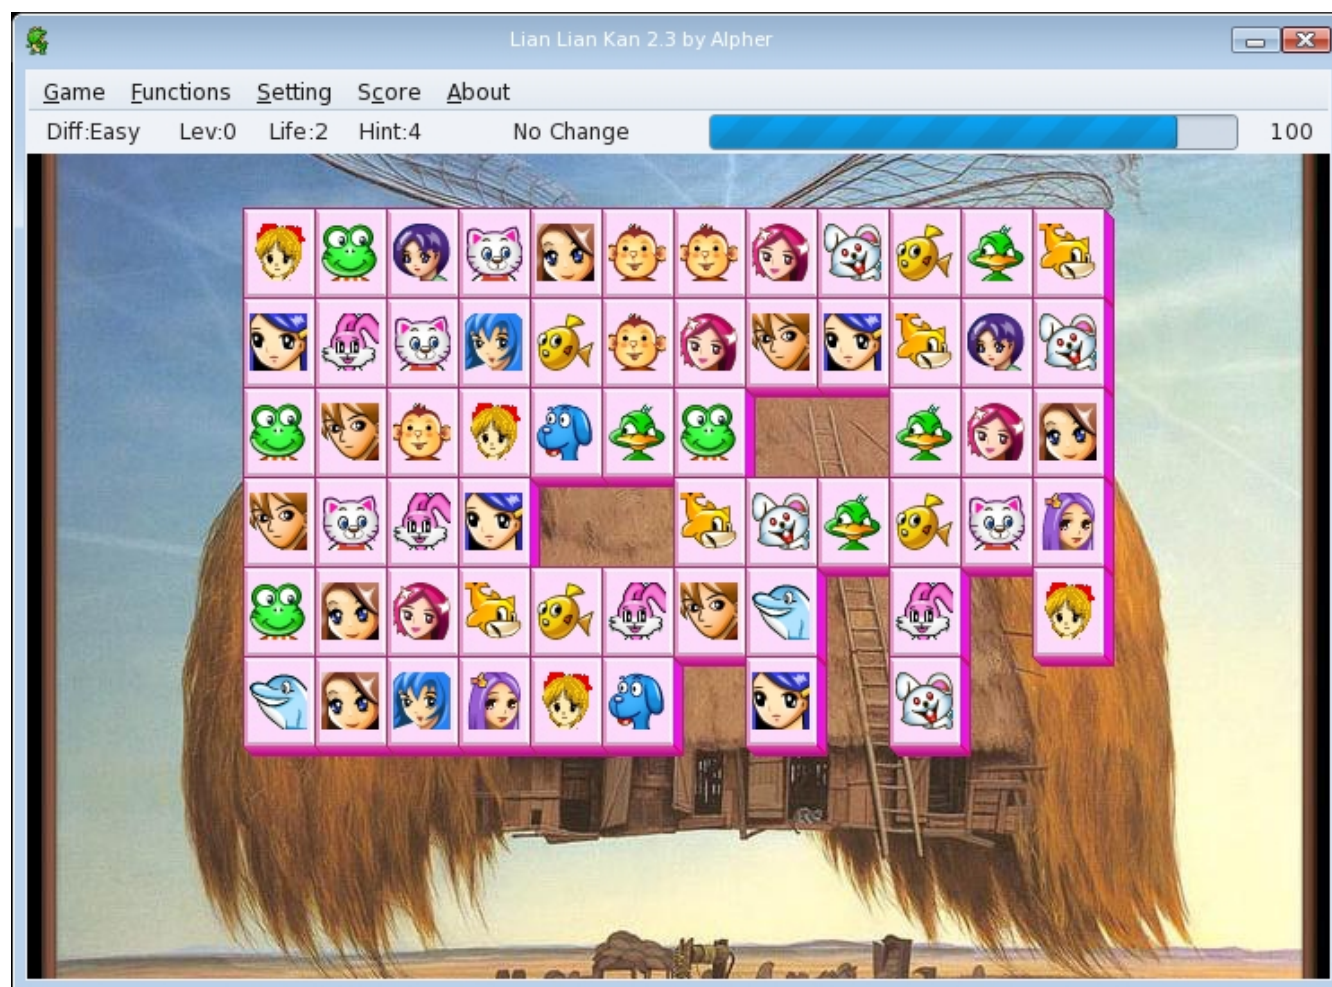 Lian Lian Kan 2.3 by Alpher
Game Functions Setting Score About
Diff:Easy Lev:0 Life:2 Hint:4 No Change 100